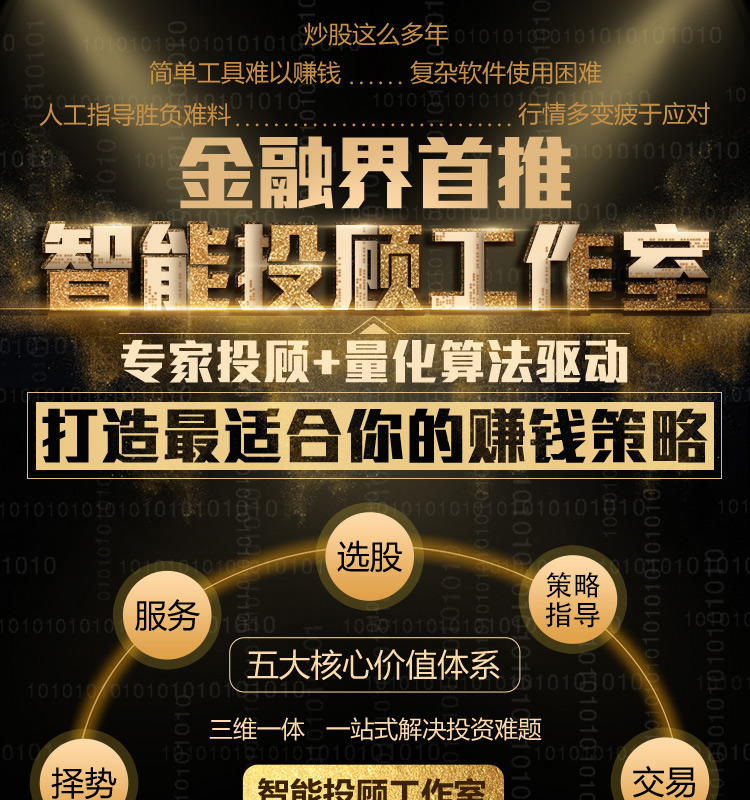 炒股这么多年
简单工具难以赚钱 ...... 复杂软件使用困难
人工指导胜负难料............................行情多变疲于应对
金融界首推
智能投顾工作室
专家投顾+量化算法驱动
打造最适合你的赚钱策略
选股
服务
策略
指导
五大核心价值体系
三维一体 一站式解决投资难题
择势
交易
智能投顾工作室